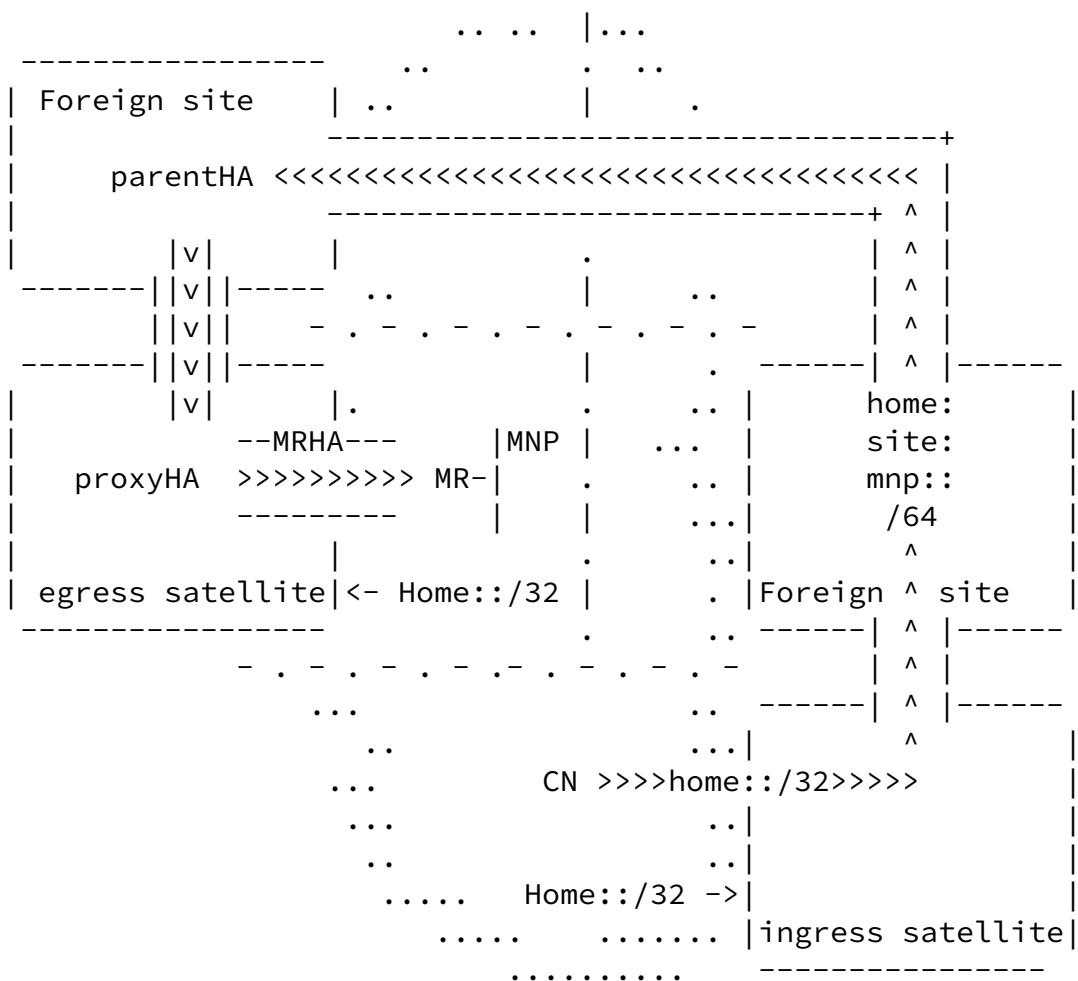 Foreign site
parentHA <<<<<<<<<<<<<<<<<<<<<<<<<<<<<<<<<<<<
home:
--MRHA--- |MNP | ... | site:
proxyHA >>>>>>>>>> MR-| mnp::
/64
egress satellite|<- Home::/32 |Foreign ^ site
CN >>>>home::/32>>>>>
Home::/32 ->|
|ingress satellite|